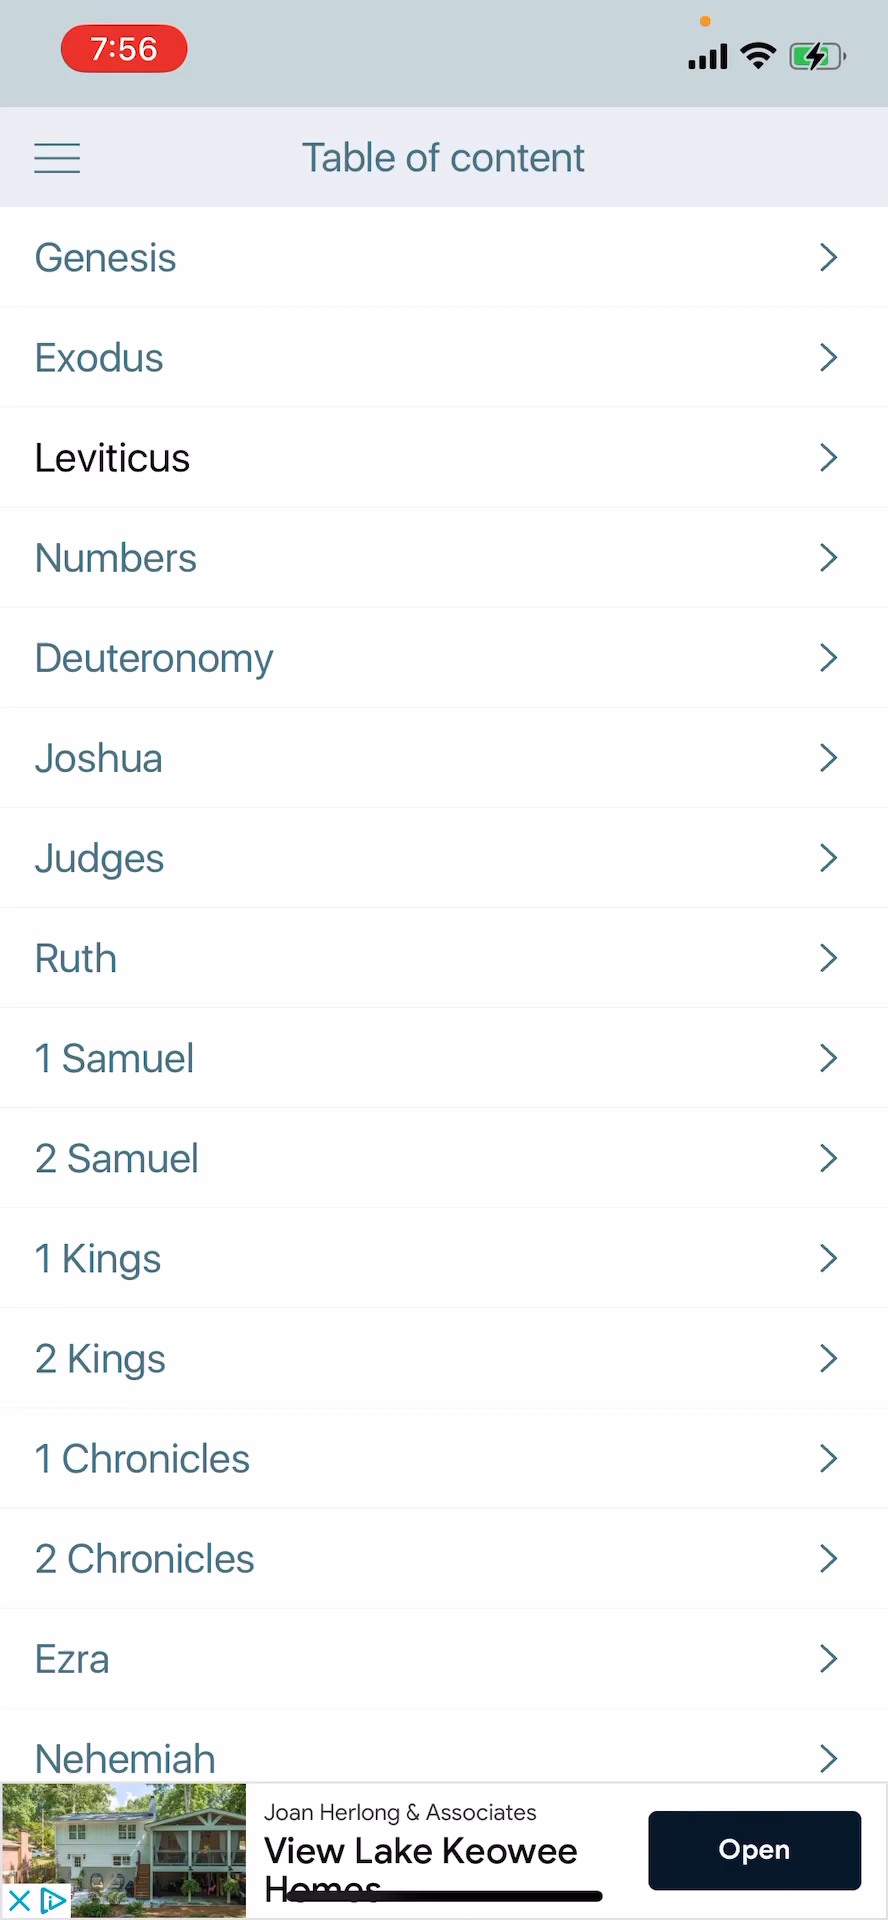 7:56
Table of content
Genesis
Exodus
Leviticus
Numbers
Deuteronomy
Joshua
Judges
Ruth
1 Samuel
2 Samuel
1 Kings
2 Kings
1 Chronicles
2 Chronicles
Ezra
Nehemiah
Joan Herlong & Associates
View Lake Keowee
Homes
Open